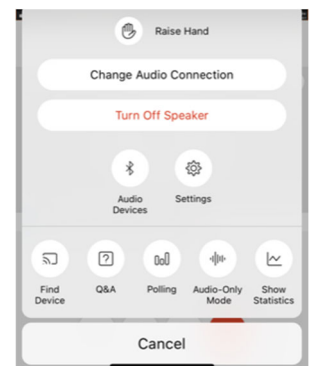 Raise Hand
Change Audio Connection
Turn Off Speaker
Audio
Devices
Settings
Find
Device
Q&A
Polling
Audio-Only
Mode
Show
Statistics
Cancel